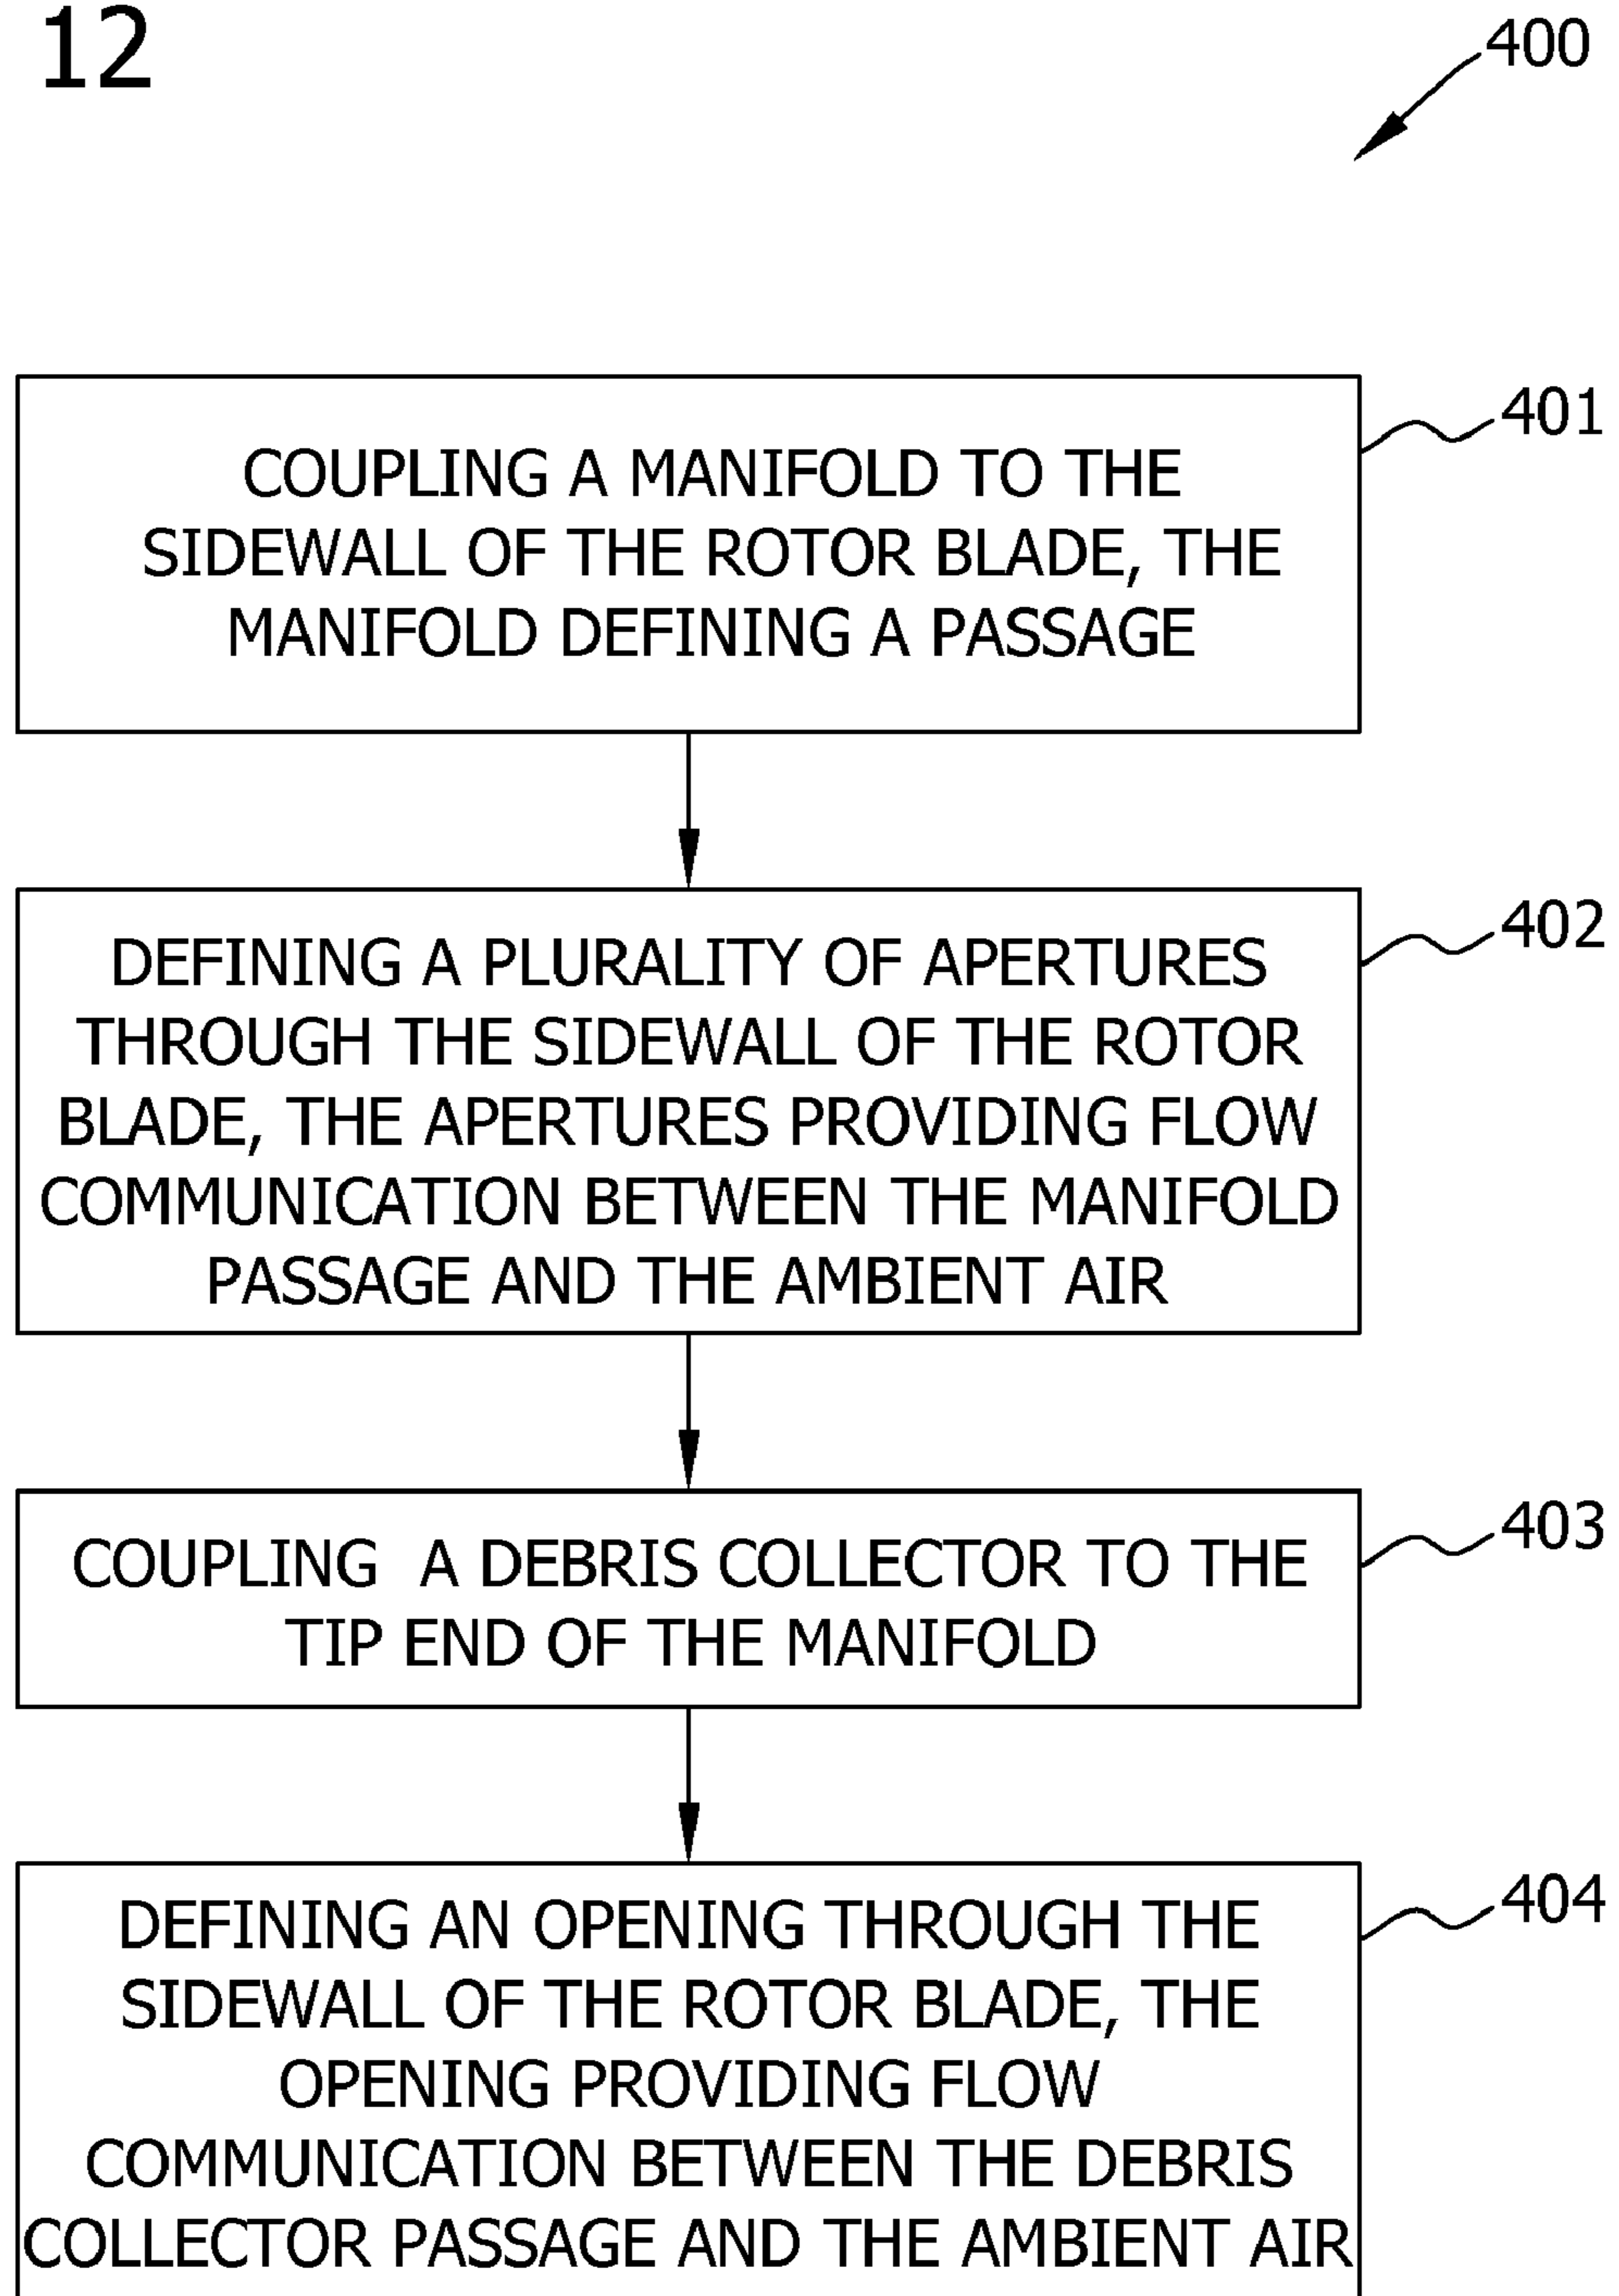 12
400
COUPLING A MANIFOLD TO THE
SIDEWALL OF THE ROTOR BLADE, THE
MANIFOLD DEFINING A PASSAGE
401
DEFINING A PLURALITY OF APERTURES
THROUGH THE SIDEWALL OF THE ROTOR
BLADE, THE APERTURES PROVIDING FLOW
COMMUNICATION BETWEEN THE MANIFOLD
PASSAGE AND THE AMBIENT AIR
402
COUPLING A DEBRIS COLLECTOR TO THE
TIP END OF THE MANIFOLD
403
DEFINING AN OPENING THROUGH THE
SIDEWALL OF THE ROTOR BLADE, THE
OPENING PROVIDING FLOW
COMMUNICATION BETWEEN THE DEBRIS
COLLECTOR PASSAGE AND THE AMBIENT AIR
404